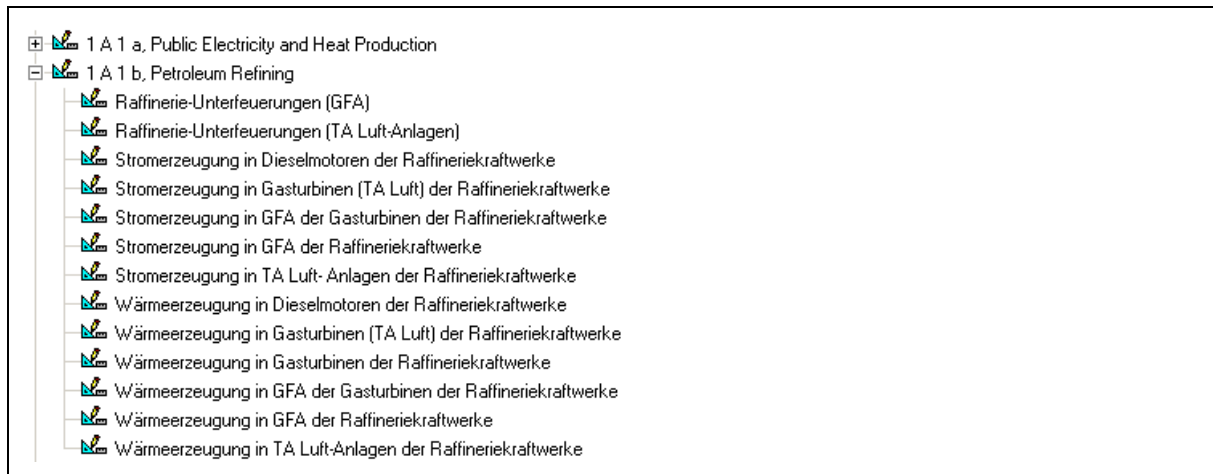 1 A 1 a, Public Electricity and Heat Production
1 A 1 b, Petroleum Refining
Raffinerie-Unterfeuerungen (GFA)
Raffinerie-Unterfeuerungen (TA Luft-Anlagen)
Stromerzeugung in Dieselmotoren der Raffineriekraftwerke
Stromerzeugung in Gasturbinen (TA Luft) der Raffineriekraftwerke
Stromerzeugung in GFA der Gasturbinen der Raffineriekraftwerke
Stromerzeugung in GFA der Raffineriekraftwerke
Stromerzeugung in TA Luft- Anlagen der Raffineriekraftwerke
Wärmeerzeugung in Dieselmotoren der Raffineriekraftwerke
Wärmeerzeugung in Gasturbinen (TA Luft) der Raffineriekraftwerke
Wärmeerzeugung in Gasturbinen der Raffineriekraftwerke
Wärmeerzeugung in GFA der Gasturbinen der Raffineriekraftwerke
Wärmeerzeugung in GFA der Raffineriekraftwerke
Wärmeerzeugung in TA Luft-Anlagen der Raffineriekraftwerke